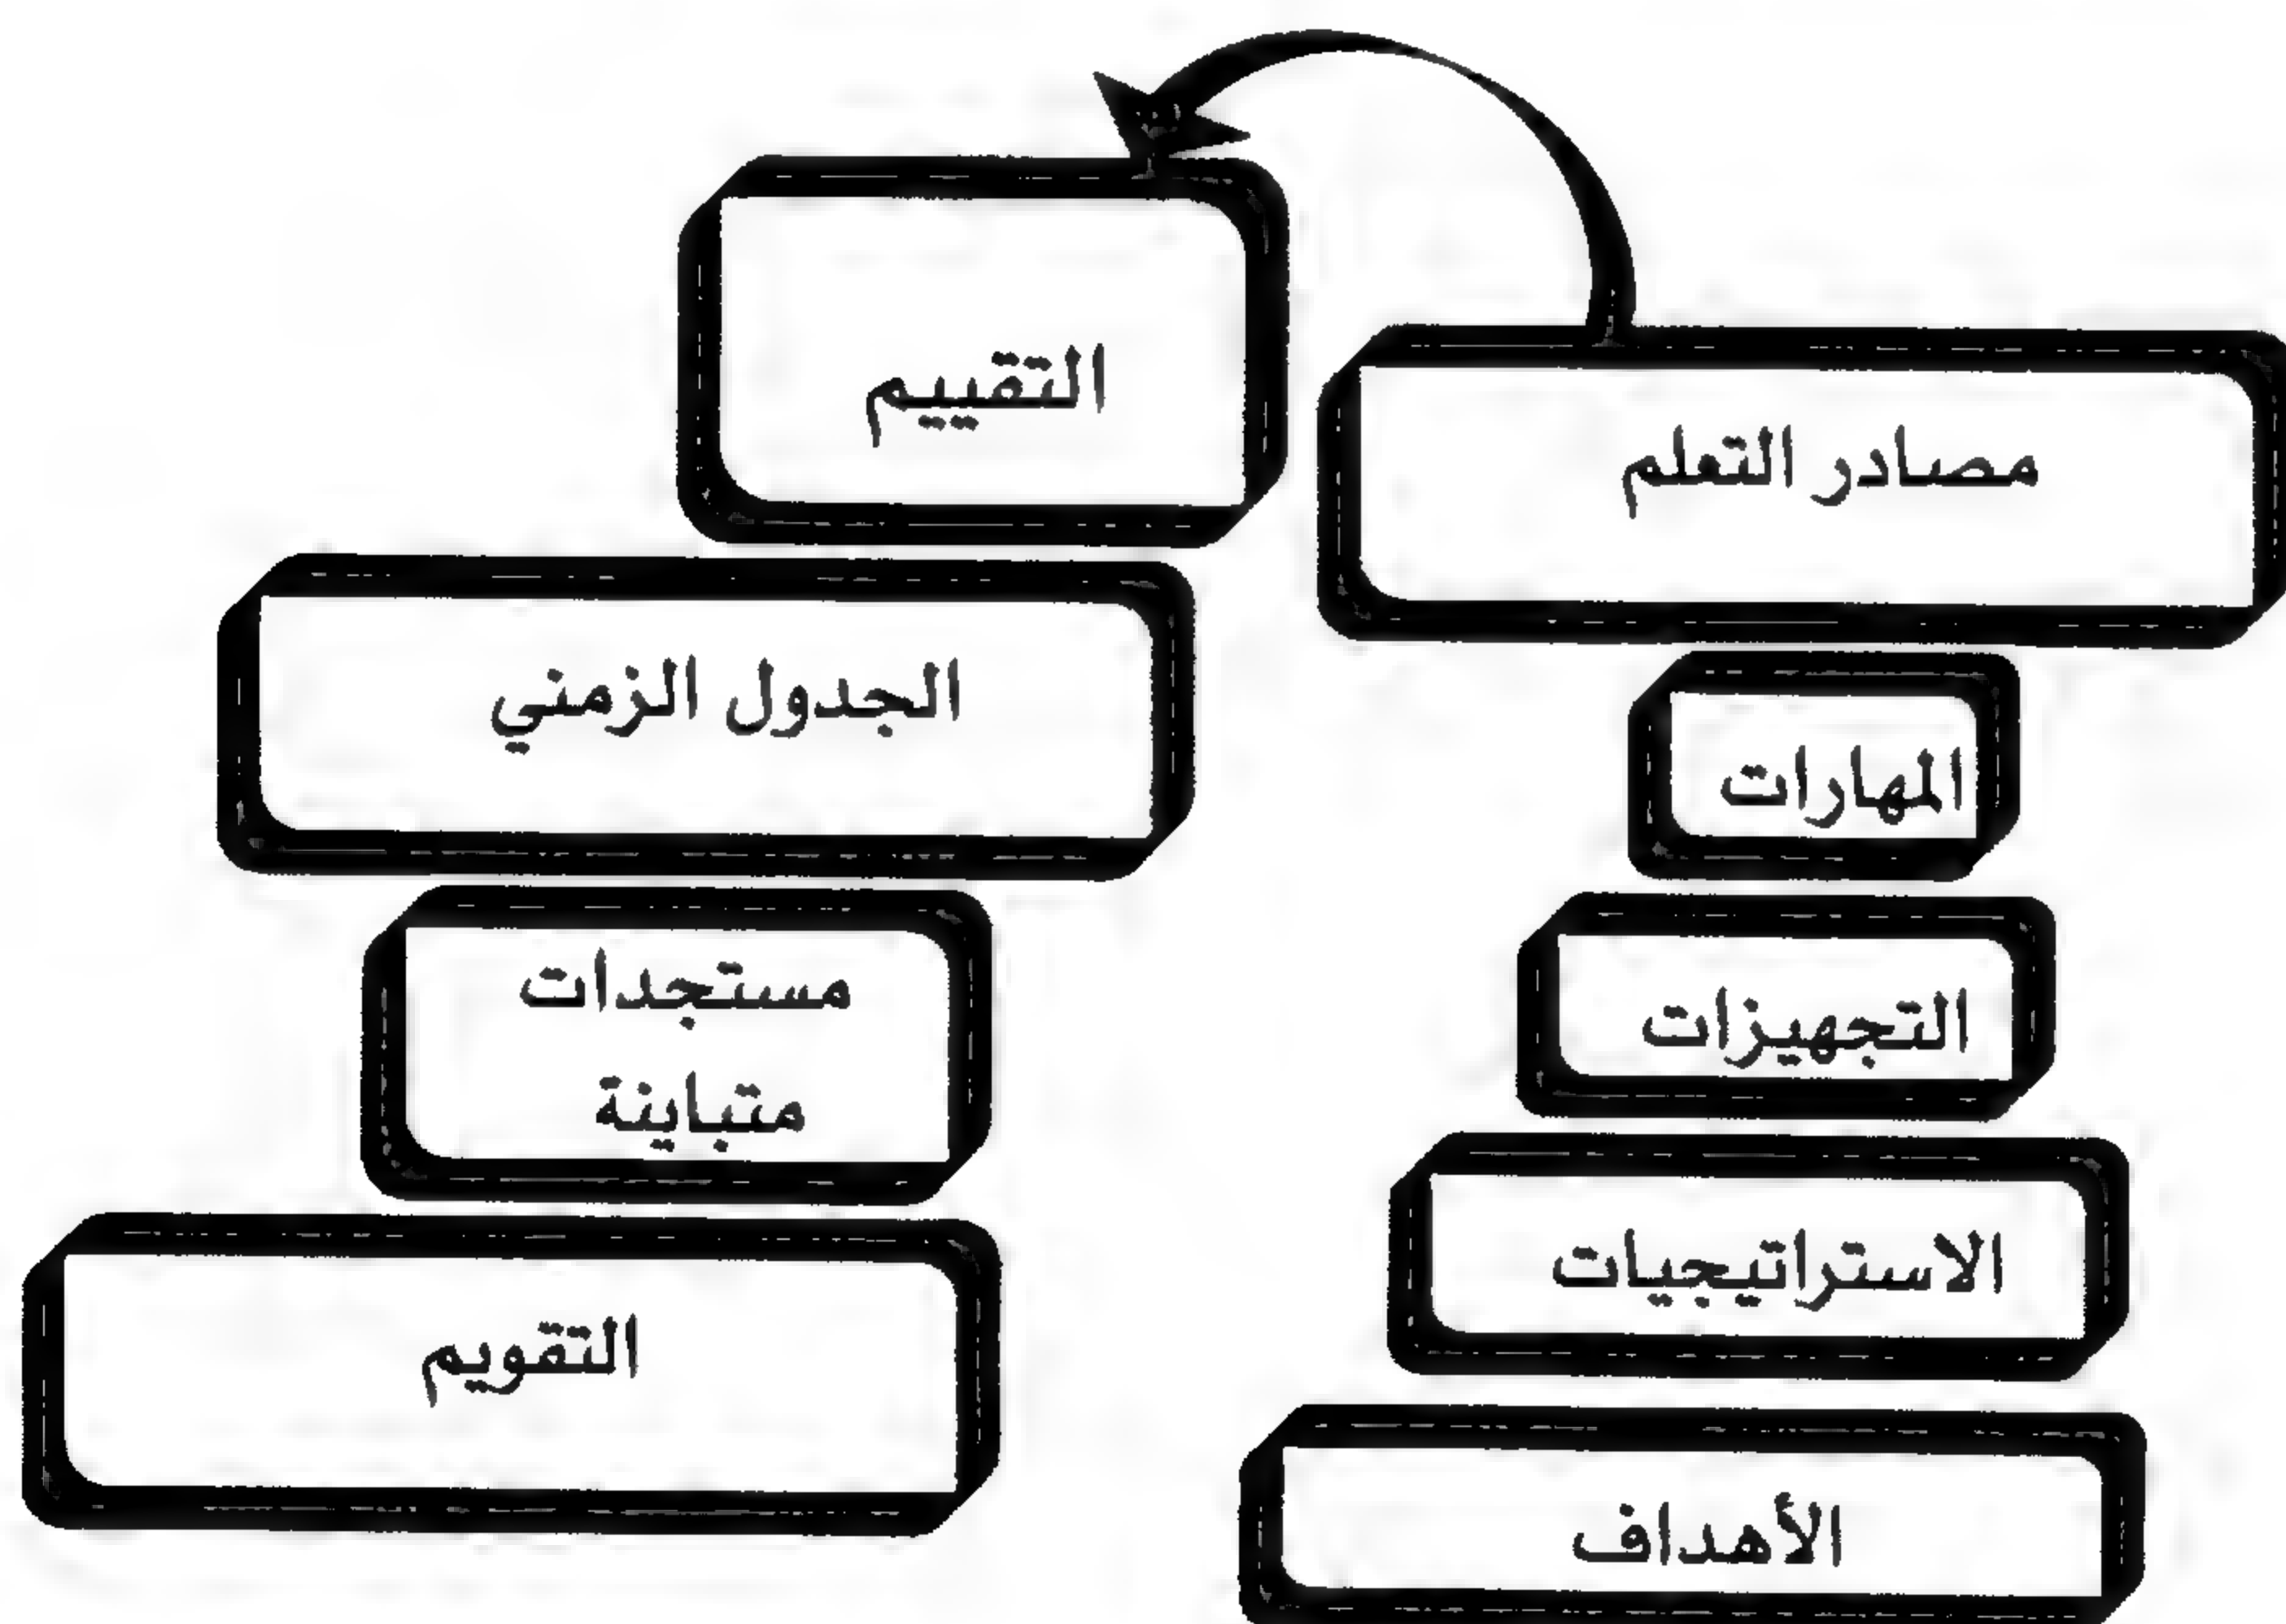 مصادر التعلم
المهارات
التجهيزات
الاستراتيجيات
الأهداف
التقييم
الجدول الزمني
مستجدات
متباينة
التقويم